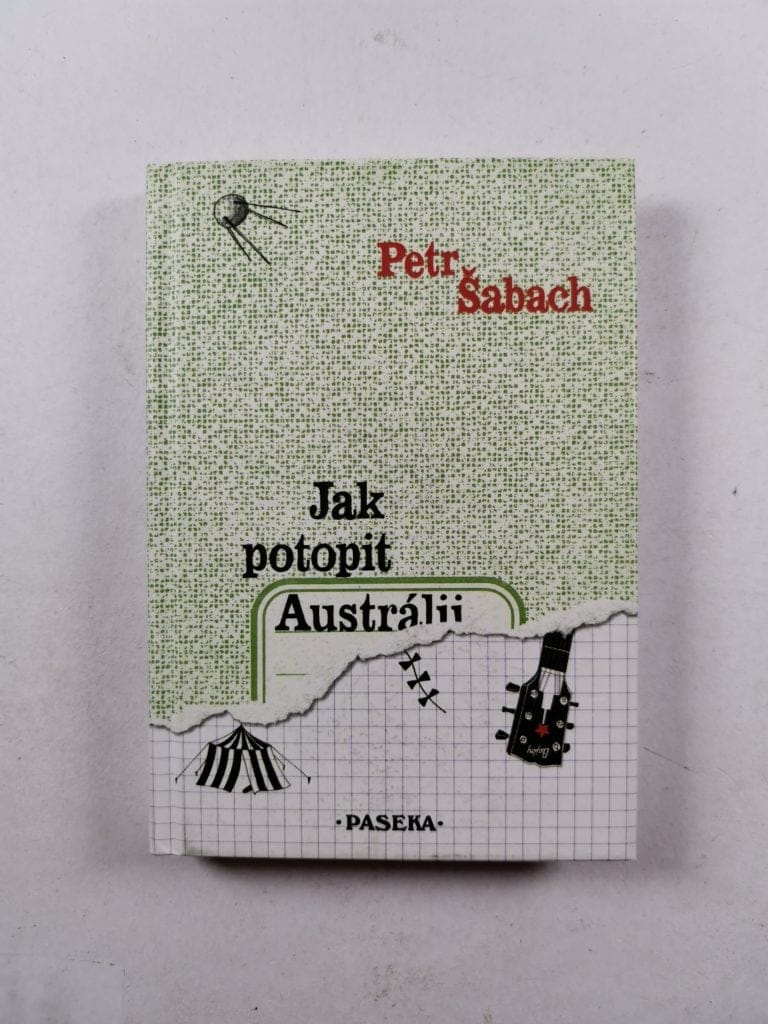 Petr
Šabach
Jak
potopit
Austrálii
·PASEKA·